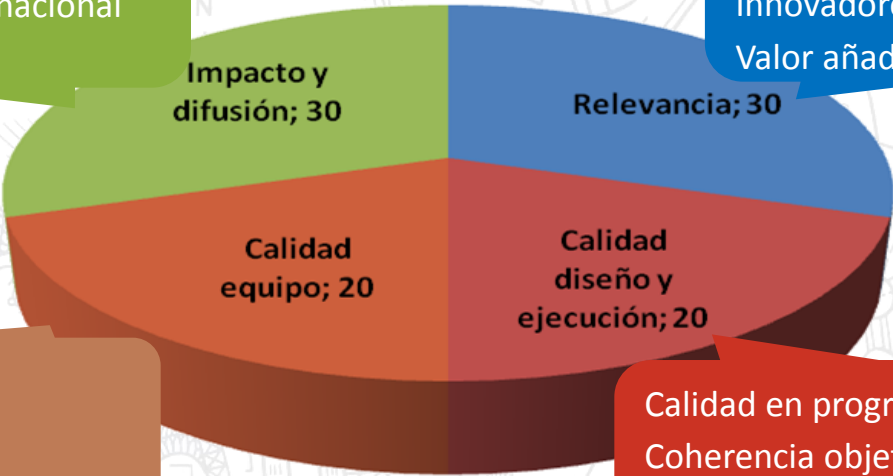 nacional
Valor añad
Impacto y
difusión; 30
Relevancia; 30
Calidad
equipo; 20
Calidad
diseño y
ejecución; 20
Calidad en progr
Coherencia obje